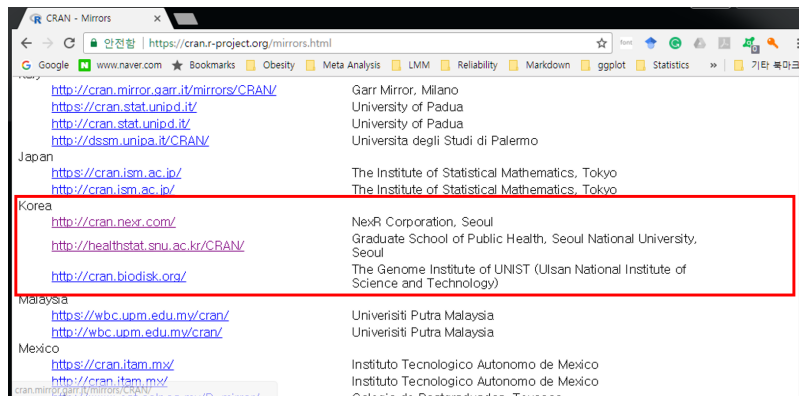 CRAN - Mirrors
안전함 | https://cran.r-project.org/mirrors.html
Google www.naver.com Bookmarks Obesity Meta Analysis LMM Reliability Markdown ggplot Statistics » 기타 북마크
Italy
http://cran.mirror.garr.it/mirrors/CRAN/ Garr Mirror, Milano
https://cran.stat.unipd.it/ University of Padua
http://cran.stat.unipd.it/ University of Padua
http://dssm.unipa.it/CRAN/ Universita degli Studi di Palermo
Japan
https://cran.ism.ac.jp/ The Institute of Statistical Mathematics, Tokyo
http://cran.ism.ac.jp/ The Institute of Statistical Mathematics, Tokyo
Korea
http://cran.nexr.com/ NexR Corporation, Seoul
http://healthstat.snu.ac.kr/CRAN/ Graduate School of Public Health, Seoul National University,
Seoul
http://cran.biodisk.org/ The Genome Institute of UNIST (Ulsan National Institute of
Science and Technology)
Malaysia
https://wbc.upm.edu.my/cran/ Univerisiti Putra Malaysia
http://wbc.upm.edu.my/cran/ Univerisiti Putra Malaysia
Mexico
https://cran.itam.mx/ Instituto Tecnologico Autonomo de Mexico
http://cran.itam.mx/ Instituto Tecnologico Autonomo de Mexico
cran.mirror.garr.it/mirrors/CRAN/